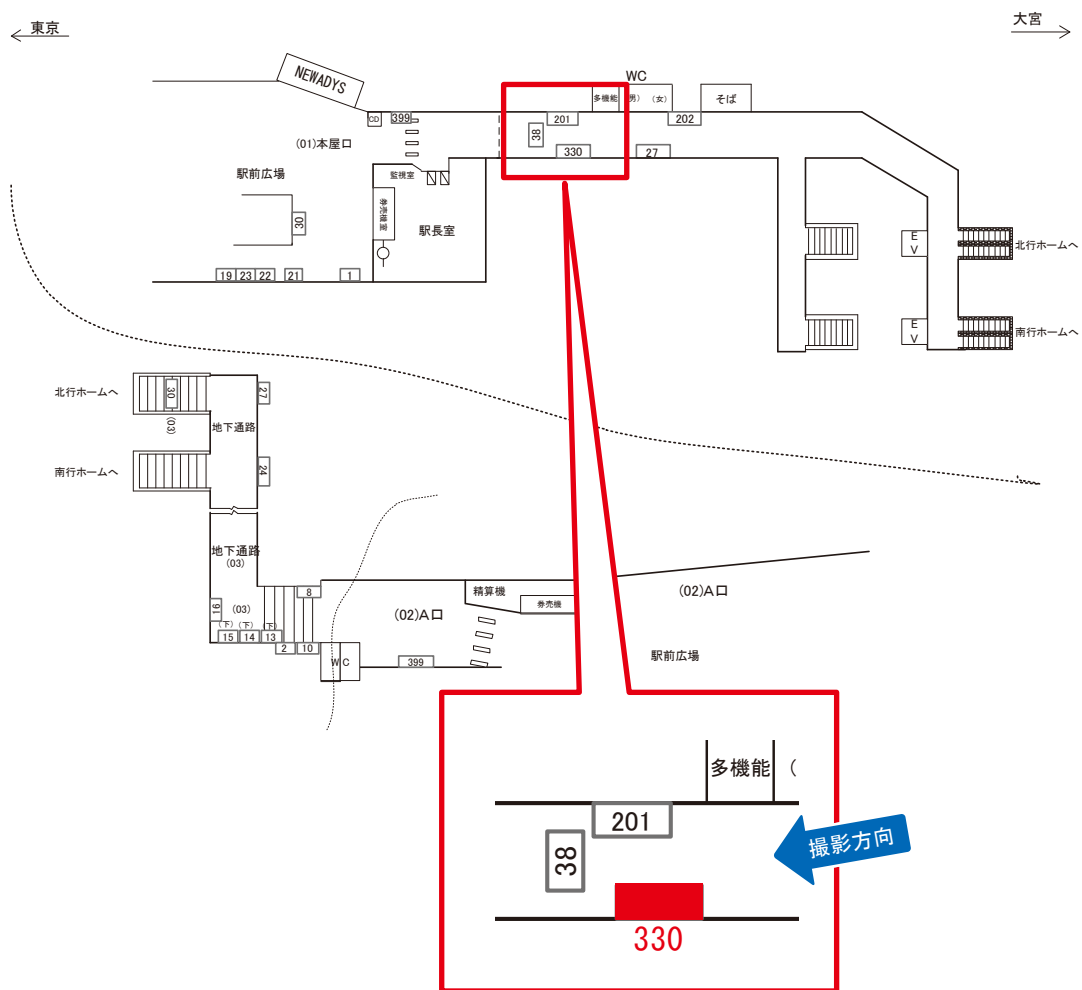 東京
大宮
NEWADYS
WC
多機能
(男)
(女)
そば
CD
399
201
202
38
330
27
(01)本屋口
駅前広場
監視室
券売機室
駅長室
30
19
23
22
21
1
E
V
北行ホームへ
E
V
南行ホームへ
北行ホームへ
30
(03)
27
地下通路
南行ホームへ
24
地下通路
(03)
16
(03)
8
(下)
(下)
(下)
15
14
13
2
10
WC
(02)A口
399
精算機
券売機
(02)A口
駅前広場
多機能
(
201
38
撮影方向
330